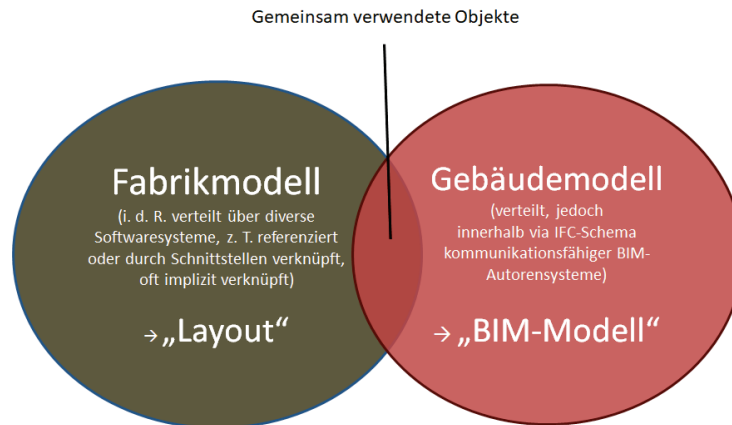 Gemeinsam verwendete Objekte
Fabrikmodell
(i. d. R. verteilt über diverse
Softwaresysteme, z. T. referenziert
oder durch Schnittstellen verknüpft,
oft implizit verknüpft)
→ „Layout“
Gebäudemodell
(verteilt, jedoch
innerhalb via IFC-Schema
kommunikationsfähiger BIM-
Autorensysteme)
→ „BIM-Modell“